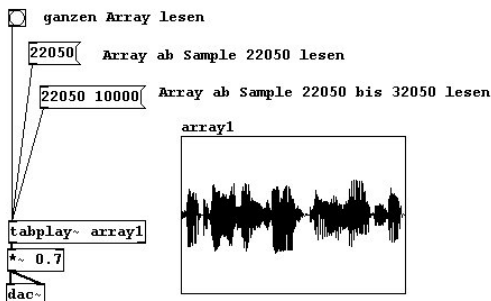 ganzen Array lesen
22050
Array ab Sample 22050 lesen
22050 10000
Array ab Sample 22050 bis 32050 lesen
array1
tabplay~ array1
*~ 0.7
dac~